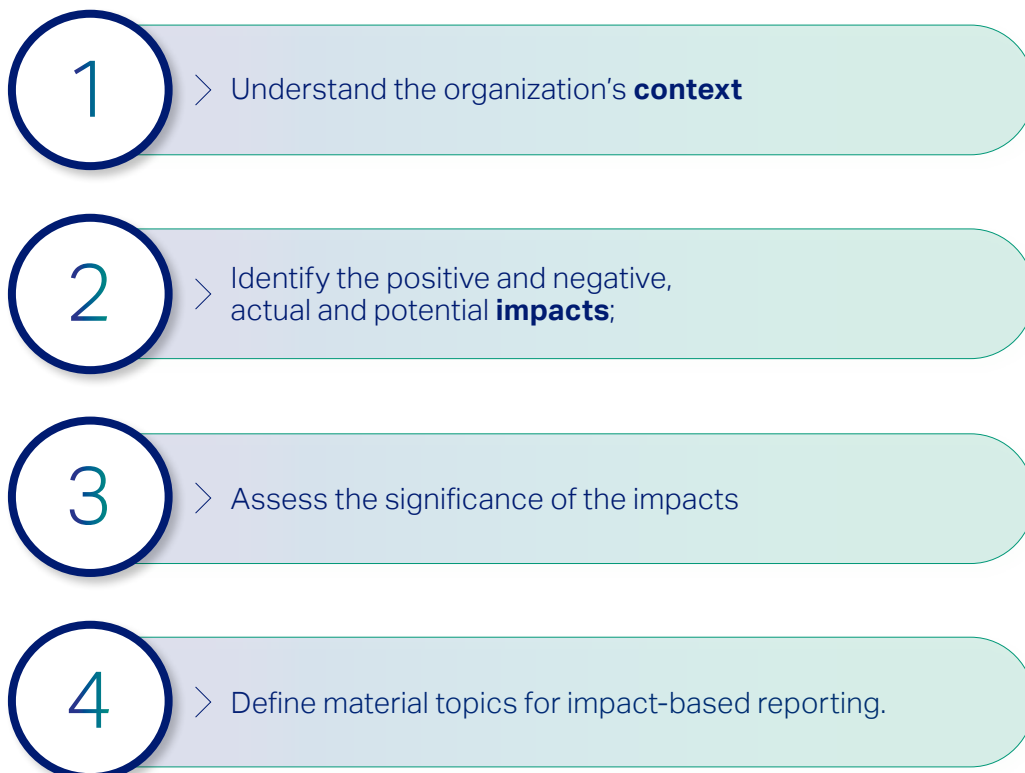 1
Understand the organization's context
2
Identify the positive and negative,
actual and potential impacts;
3
Assess the significance of the impacts
4
Define material topics for impact-based reporting.